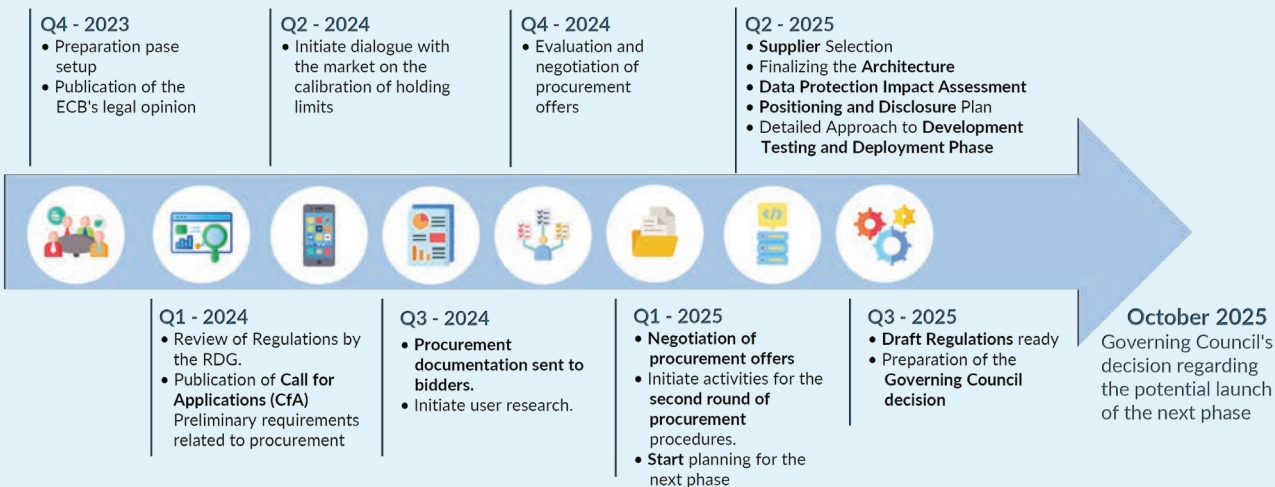 Q4 - 2023
• Preparation pase
setup
• Publication of the
ECB's legal opinion
Q2 - 2024
• Initiate dialogue with
the market on the
calibration of holding
limits
Q4 - 2024
• Evaluation and
negotiation of
procurement
offers
Q2 - 2025
• Supplier Selection
• Finalizing the Architecture
• Data Protection Impact Assessment
• Positioning and Disclosure Plan
• Detailed Approach to Development
Testing and Deployment Phase
Q1 - 2024
• Review of Regulations by
the RDG.
• Publication of Call for
Applications (CfA)
Preliminary requirements
related to procurement
Q3 - 2024
• Procurement
documentation sent to
bidders.
• Initiate user research.
Q1 - 2025
• Negotiation of
procurement offers
• Initiate activities for the
second round of
procurement
procedures.
• Start planning for the
next phase
Q3 - 2025
• Draft Regulations ready
• Preparation of the
Governing Council
decision
October 2025
Governing Council's
decision regarding
the potential launch
of the next phase